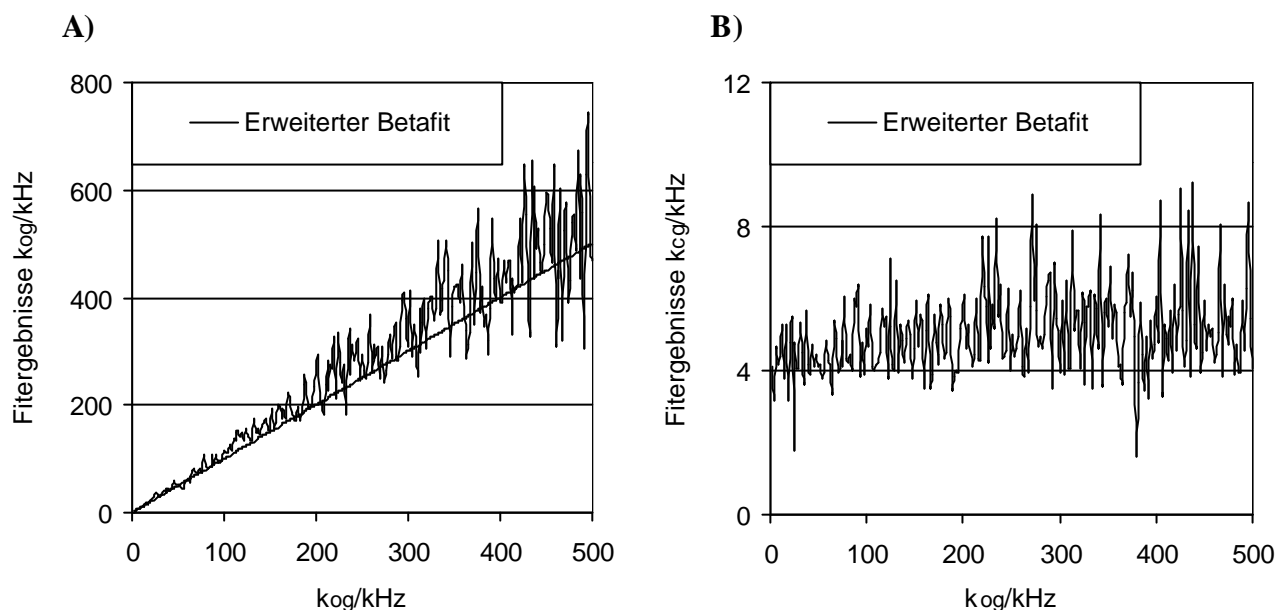 A)
800
600
400
200
0
Erweiterter Betafit
Fitergebnisse kog/kHz
0 100 200 300 400 500
kog/kHz
B)
12
8
4
0
Erweiterter Betafit
Fitergebnisse kcg/kHz
0 100 200 300 400 500
kog/kHz